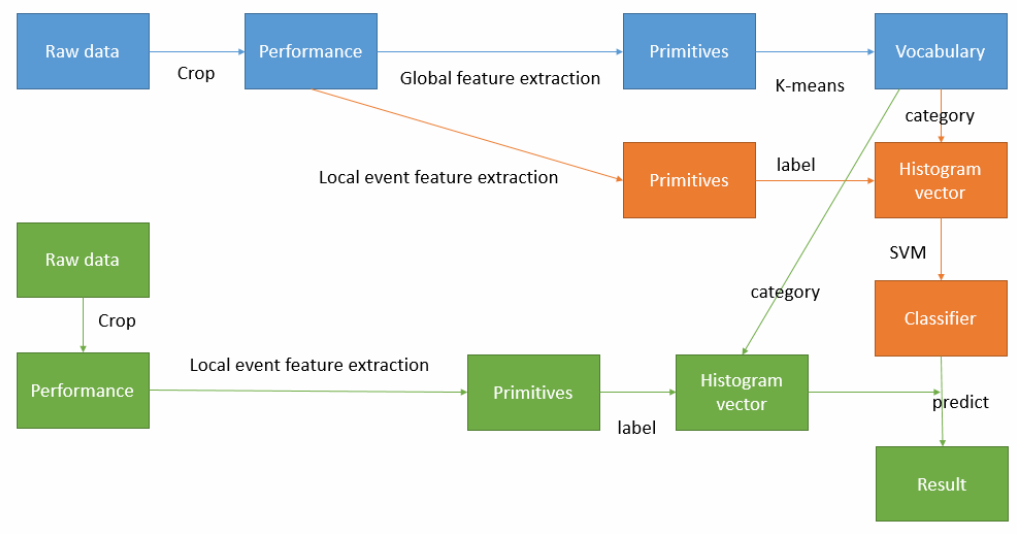 Raw data
Crop
Performance
Global feature extraction
Primitives
K-means
Vocabulary
category
Local event feature extraction
Primitives
label
Histogram
vector
SVM
Classifier
Raw data
Crop
Performance
Local event feature extraction
Primitives
label
category
Histogram
vector
predict
Result